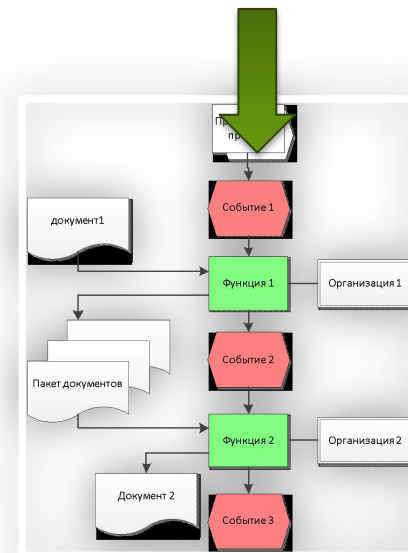 Событие 1
документ1
Функция 1
Организация 1
Событие 2
Пакет документов
Функция 2
Организация 2
Документ 2
Событие 3